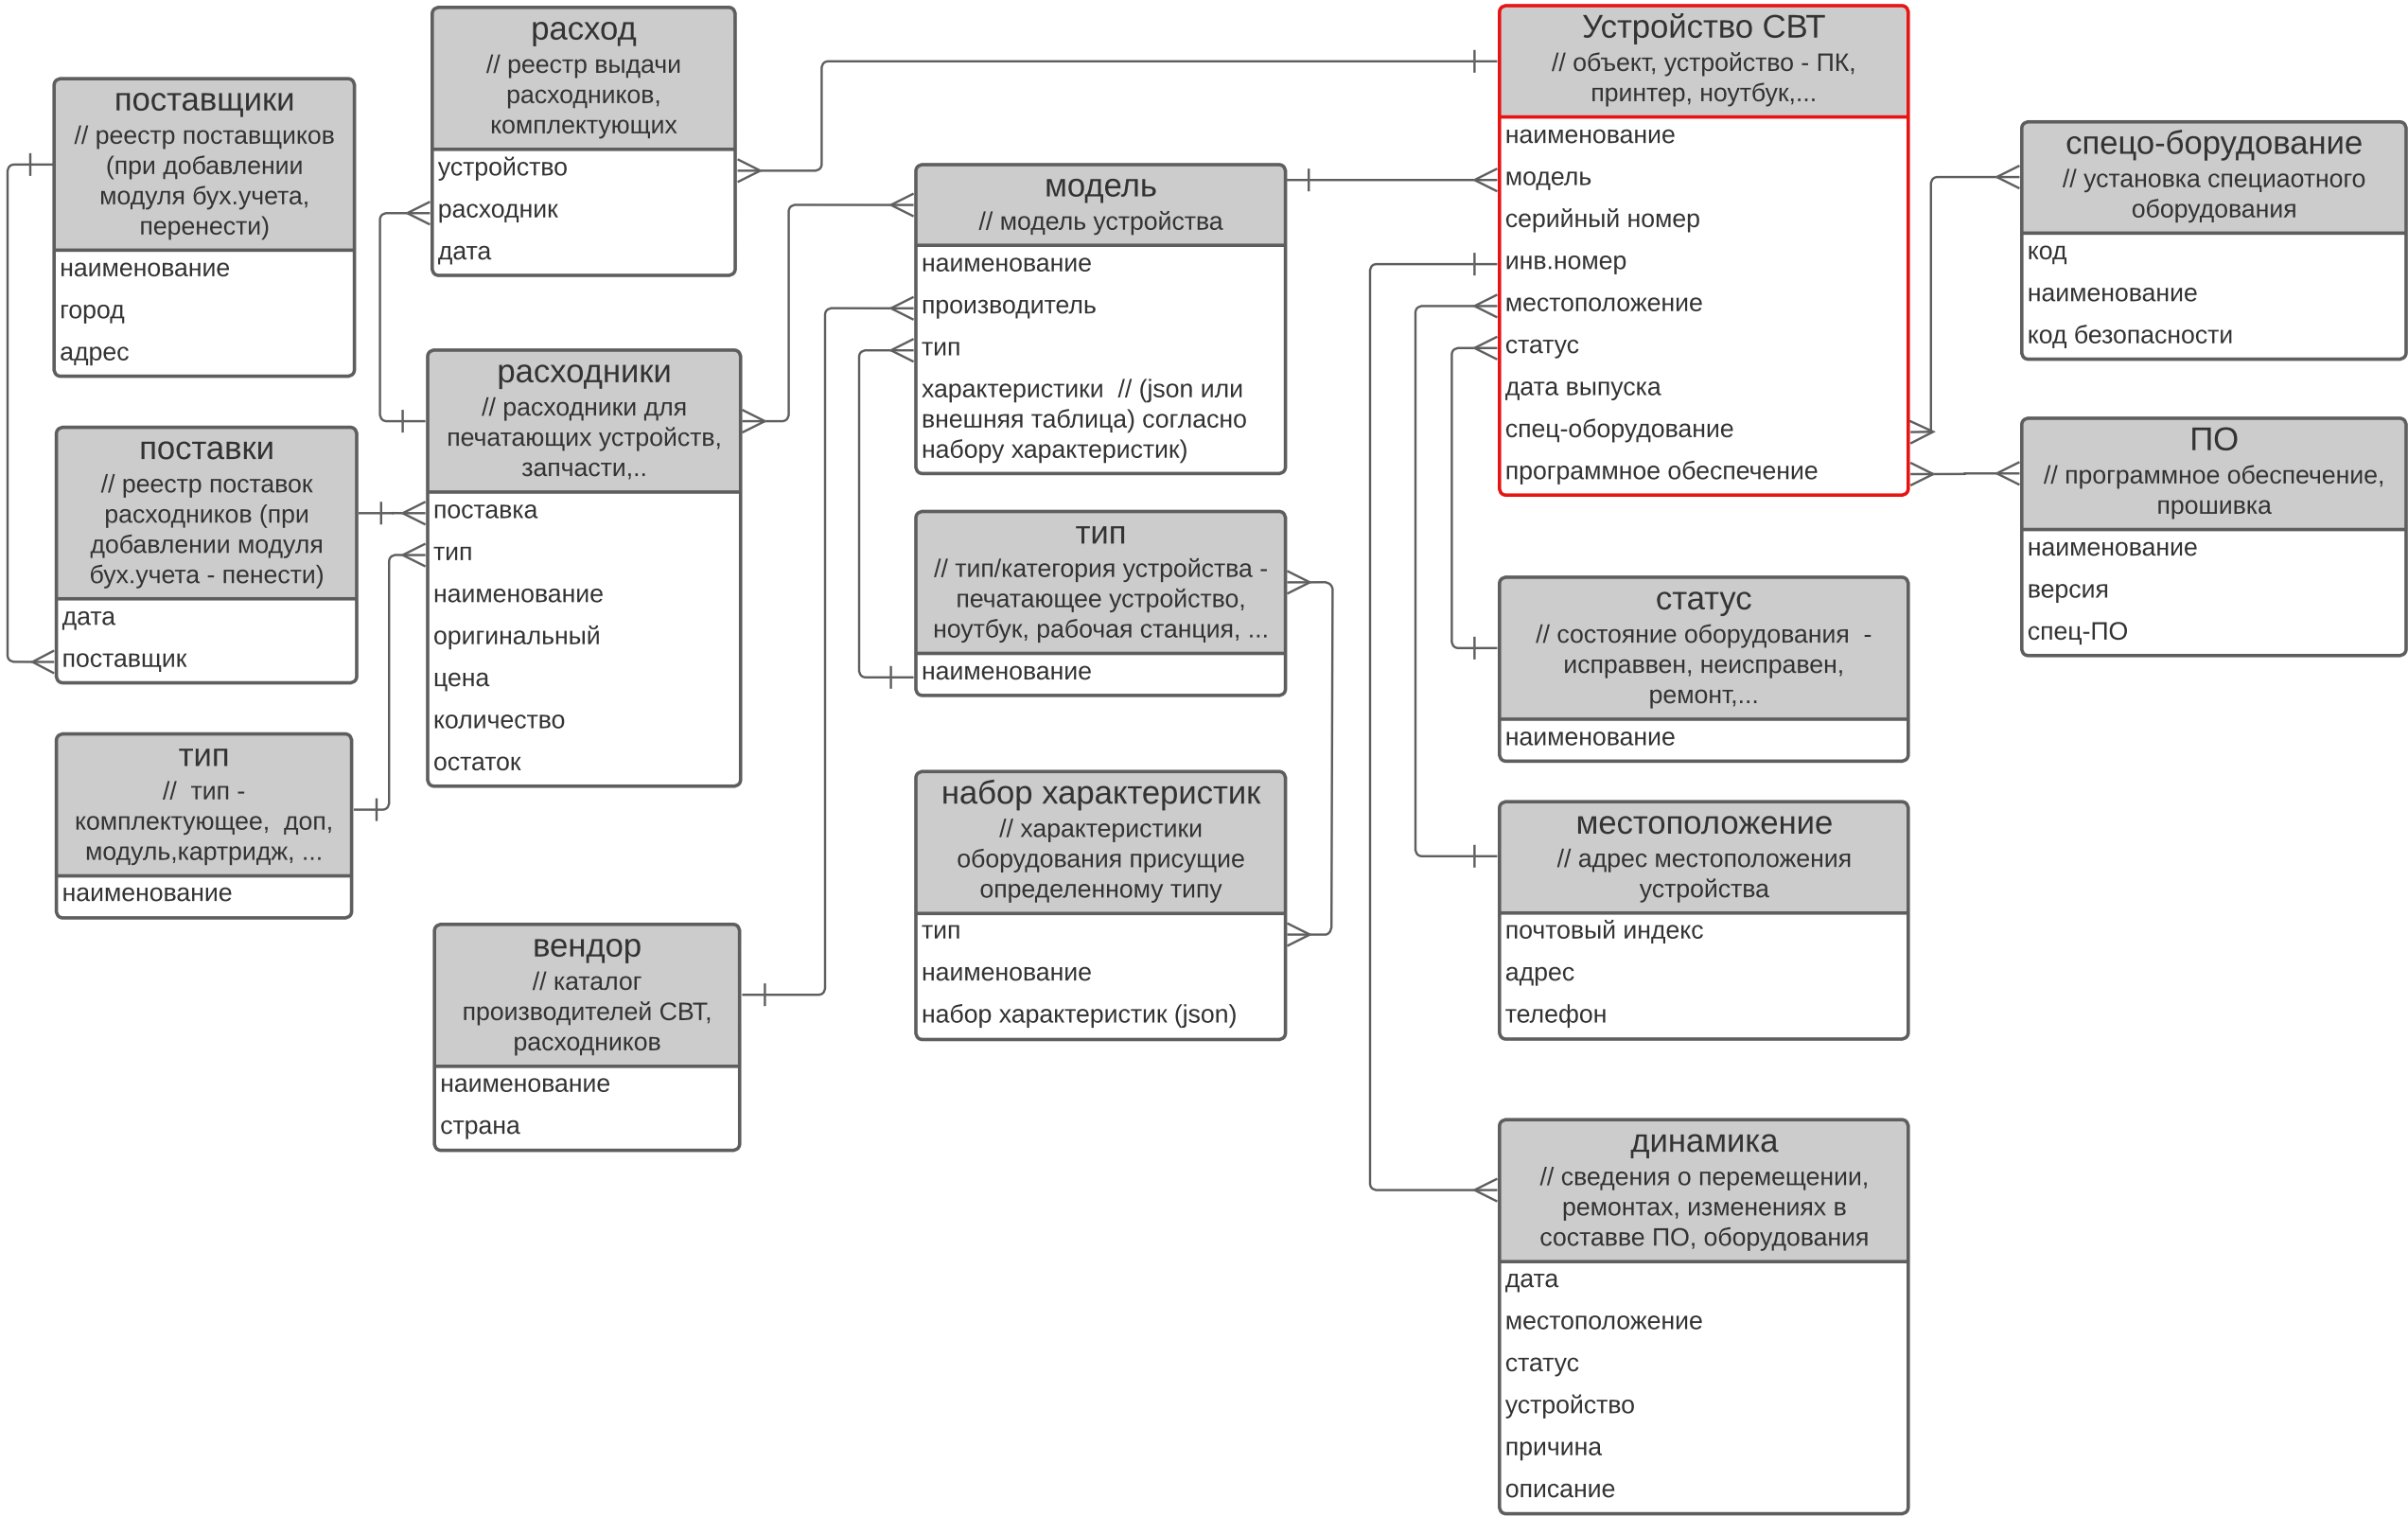 поставщики
// реестр поставщиков
(при добавлении
модуля бух.учета,
перенести)
наименование
город
адрес
поставки
// реестр поставок
расходников (при
добавлении модуля
бух.учета - пенести)
дата
поставщик
тип
// тип -
комплектующее, доп,
модуль,картридж, ...
наименование
расход
// реестр выдачи
расходников,
комплектующих
устройство
расходник
дата
расходники
// расходники для
печатающих устройств,
запчасти,..
поставка
тип
наименование
оригинальный
цена
количество
остаток
вендор
// каталог
производителей СВТ,
расходников
наименование
страна
модель
// модель устройства
наименование
производитель
тип
характеристики // (json или
внешняя таблица) согласно
набору характеристик)
тип
// тип/категория устройства -
печатающее устройство,
ноутбук, рабочая станция, ...
наименование
набор характеристик
// характеристики
оборудования присущие
определенному типу
тип
наименование
набор характеристик (json)
Устройство СВТ
// объект, устройство - ПК,
принтер, ноутбук,...
наименование
модель
серийный номер
инв.номер
местоположение
статус
дата выпуска
спец-оборудование
программное обеспечение
статус
// состояние оборудования -
исправвен, неисправен,
ремонт,...
наименование
местоположение
// адрес местоположения
устройства
почтовый индекс
адрес
телефон
динамика
// сведения о перемещении,
ремонтах, изменениях в
составве ПО, оборудования
дата
местоположение
статус
устройство
причина
описание
спецо-борудование
// установка специаотного
оборудования
код
наименование
код безопасности
ПО
// программное обеспечение,
прошивка
наименование
версия
спец-ПО